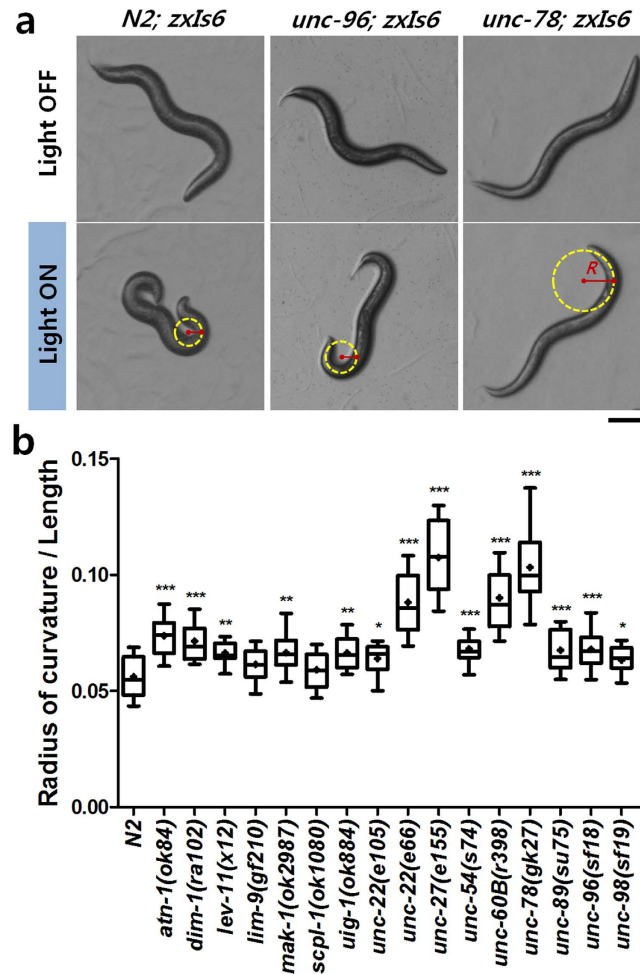 a
N2; zxIs6
unc-96; zxIs6
unc-78; zxIs6
Light OFF
Light ON
R
b
Radius of curvature / Length
0.15
0.10
0.05
0.00
***
***
**
**
**
*
***
***
***
***
***
***
***
*
N2
atn-1(ok84)
dim-1(ra102)
lev-11(x12)
lim-9(gf210)
mak-1(ok2987)
scpl-1(ok1080)
uig-1(ok884)
unc-22(e105)
unc-22(e66)
unc-27(e155)
unc-54(s74)
unc-60B(r398)
unc-78(gk27)
unc-89(su75)
unc-96(sf18)
unc-98(sf19)